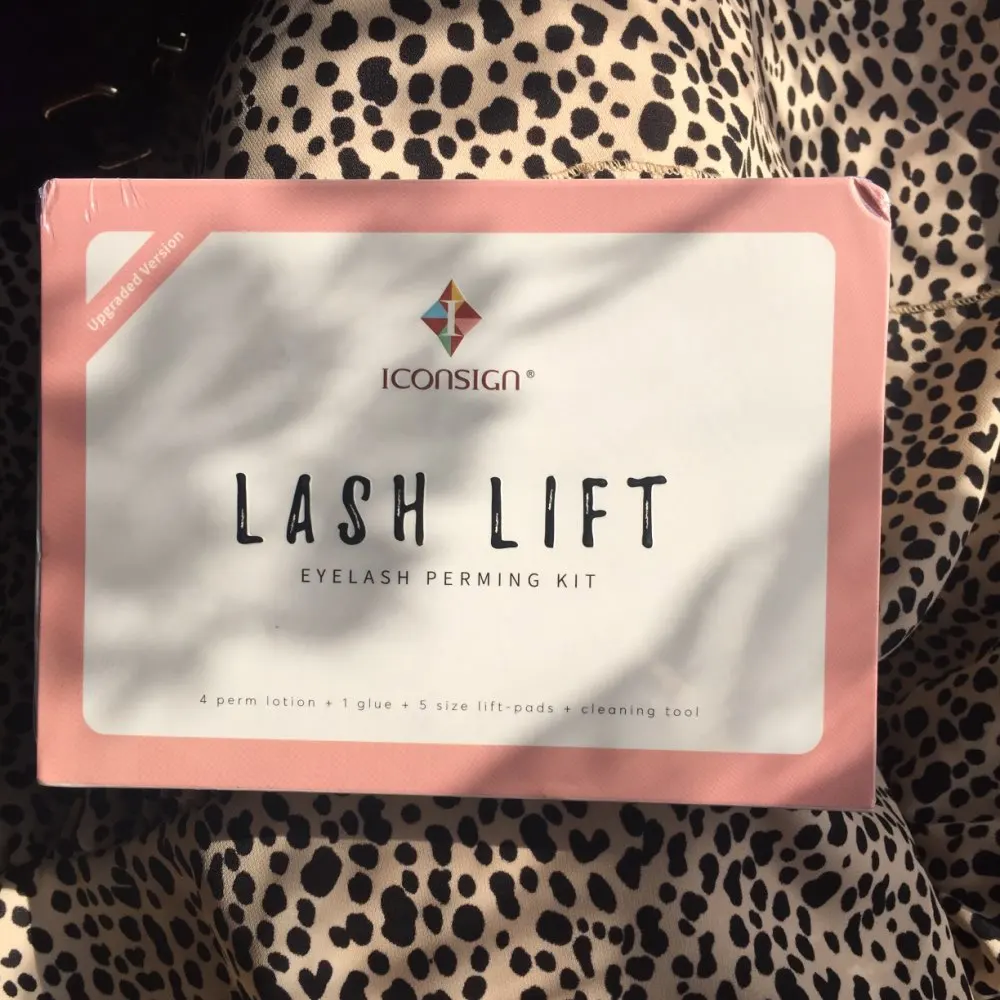 Upgraded Version
I
ICONSIGN®
LASH LIFT
EYELASH PERMING KIT
4 perm lotion + 1 glue + 5 size lift-pads + cleaning tool